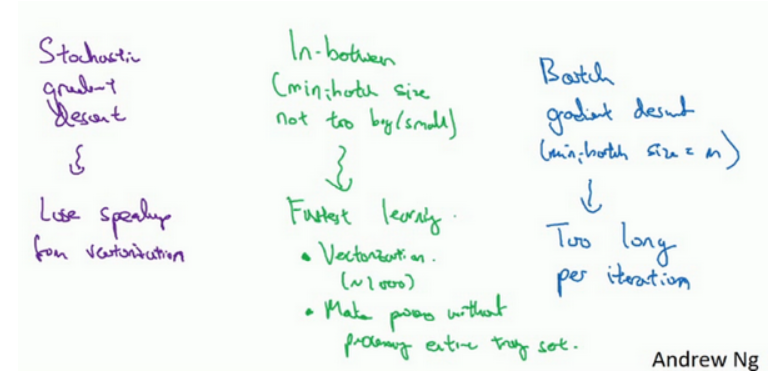 Stochastic
gradient
descent
Lose speedup
from vectorization
In-between
(mini-batch size
not too big/small)
Fastest learning.
• Vectorization.
(~1000)
• Make progress without
processing entire training set.
Batch
gradient descent
(mini-batch size = m)
Too long
per iteration
Andrew Ng